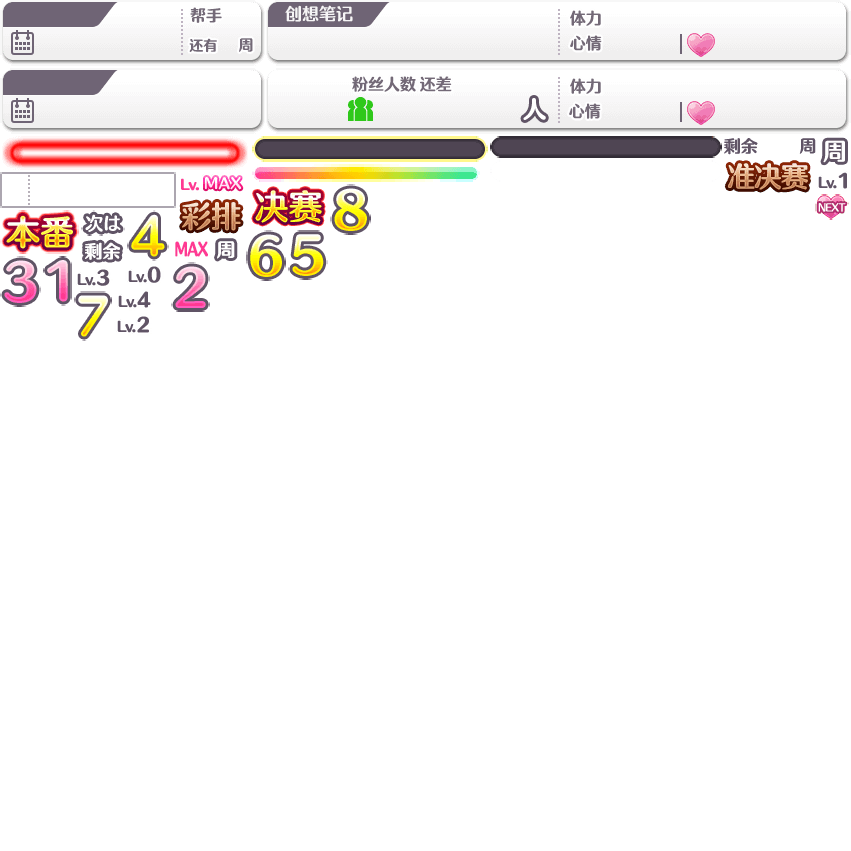 帮手
还有 周
创想笔记
体力
心情
粉丝人数 还差
人
体力
心情
剩余 周
周
准决赛
Lv.1
NEXT
Lv. MAX
彩排
MAX 周
决赛
8
65
本番
次は
剩余
4
31
Lv.3
Lv.0
Lv.4
Lv.2
7
2